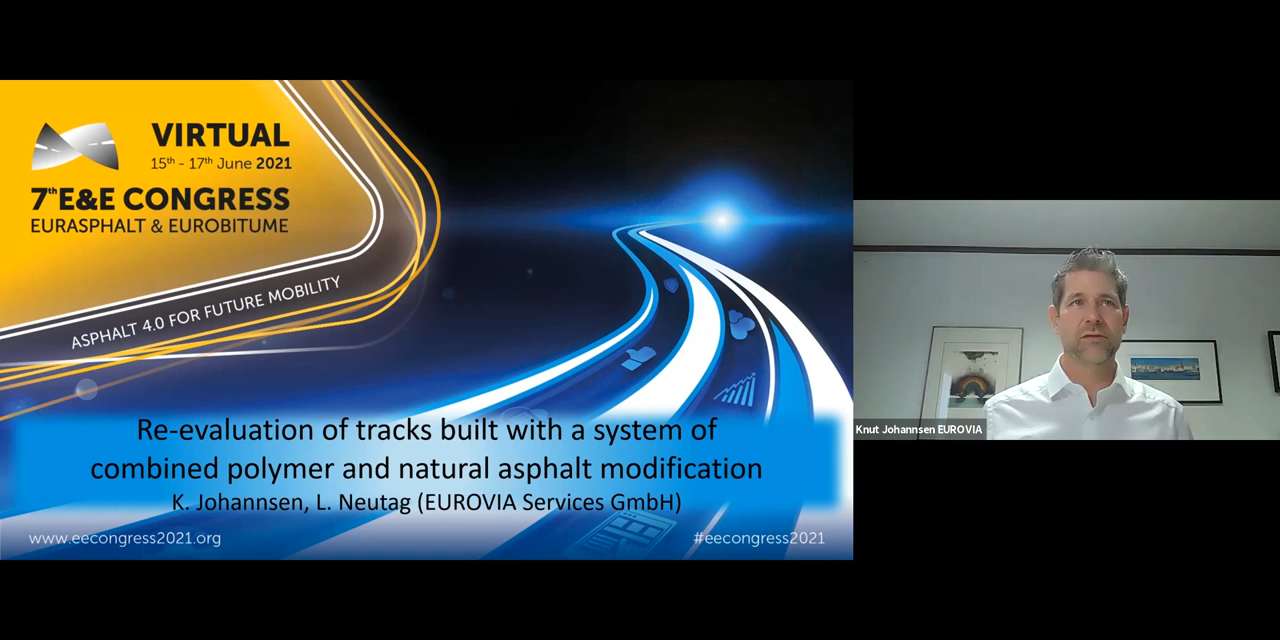 VIRTUAL
15th - 17th June 2021
7th E&E CONGRESS
EURASPHALT & EUROBITUME
ASPHALT 4.0 FOR FUTURE MOBILITY
Re-evaluation of tracks built with a system of
combined polymer and natural asphalt modification
K. Johannsen, L. Neutag (EUROVIA Services GmbH)
www.eecongress2021.org
#eecongress2021
Knut Johannsen EUROVIA